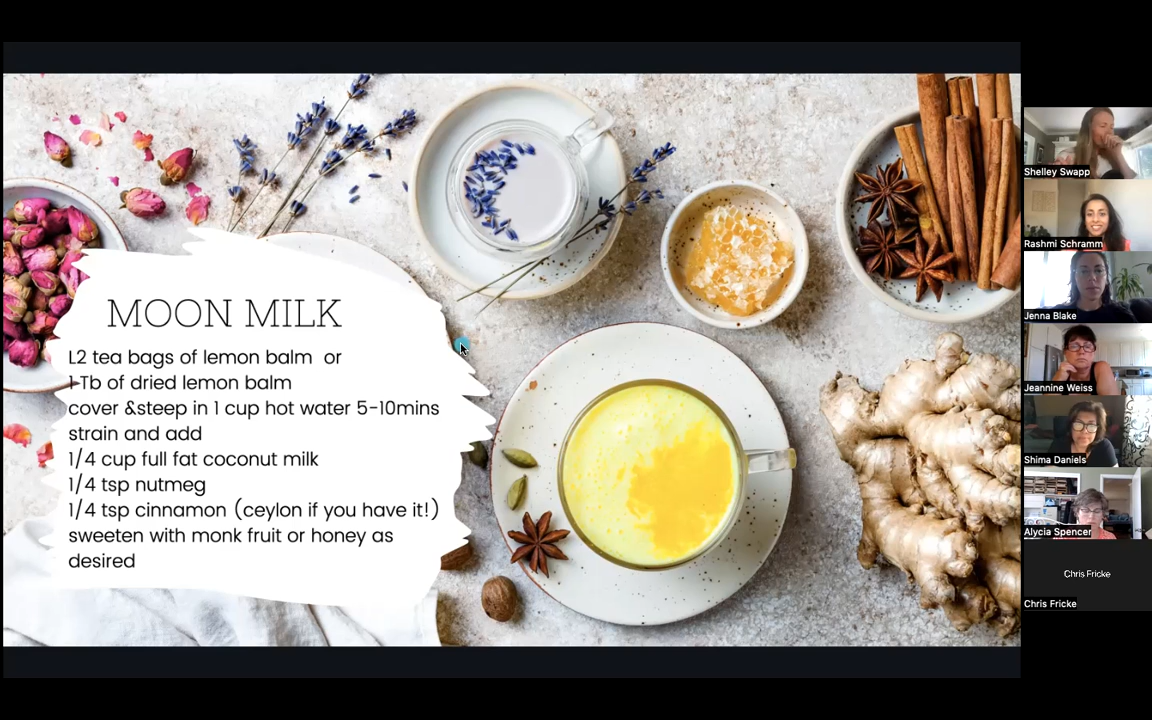 MOON MILK
L2 tea bags of lemon balm or
1 Tb of dried lemon balm
cover &steep in 1 cup hot water 5-10mins
strain and add
1/4 cup full fat coconut milk
1/4 tsp nutmeg
1/4 tsp cinnamon (ceylon if you have it!)
sweeten with monk fruit or honey as
desired
Shelley Swapp
Rashmi Schramm
Jenna Blake
Jeannine Weiss
Shima Daniels
Alycia Spencer
Chris Fricke
Chris Fricke